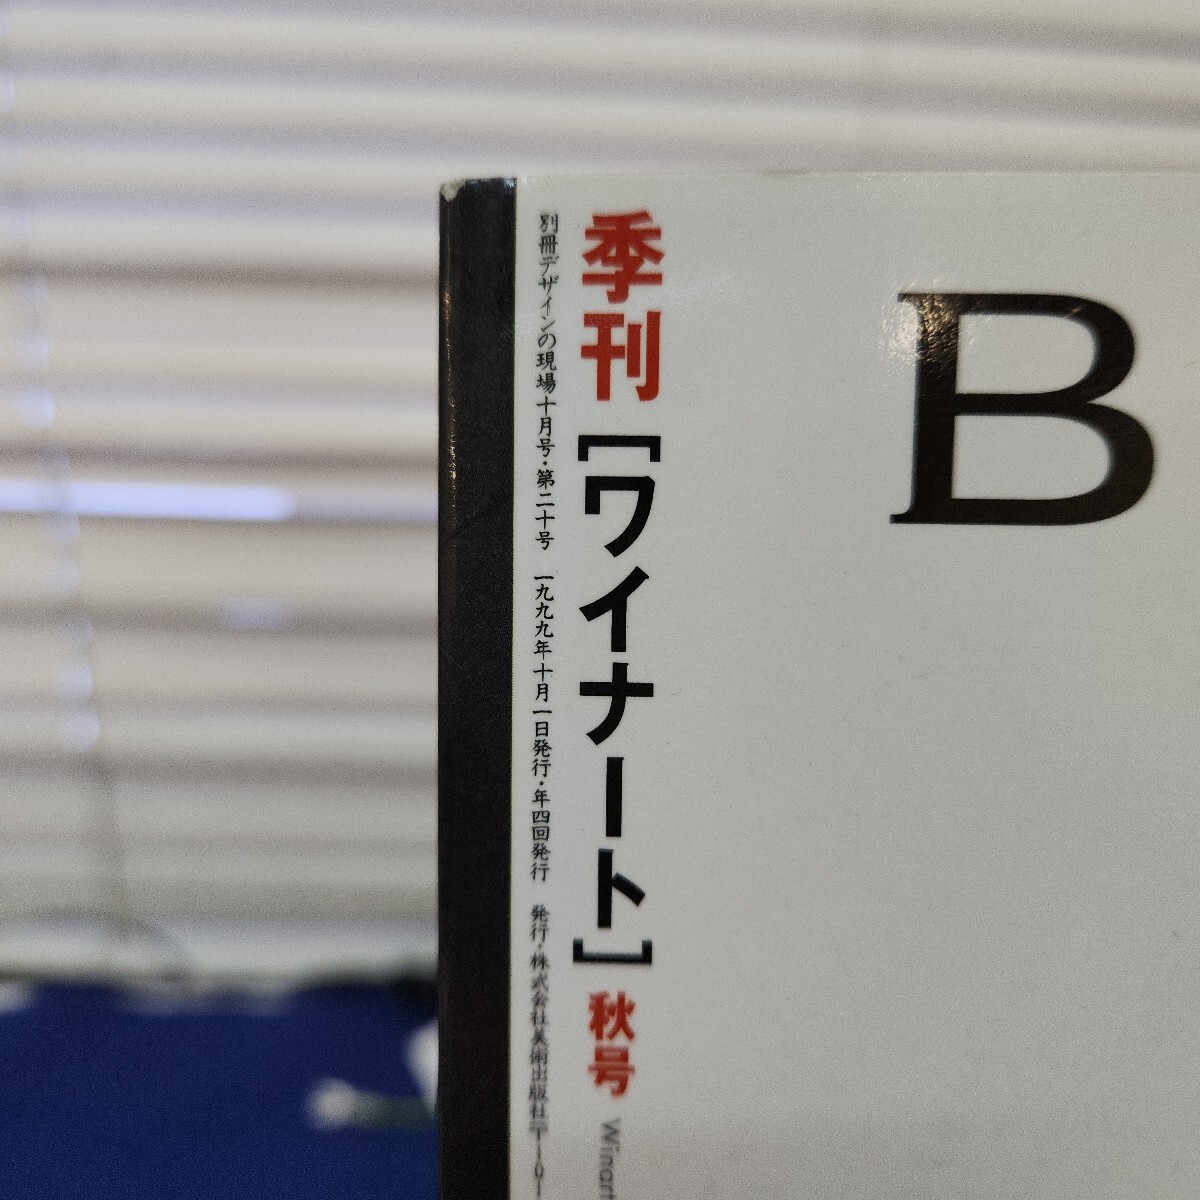 季刊[ワイナート]秋号
別冊デザインの現場十月号・第二十号 一九九九年十月一日発行・年四回発行 発行・株式会社美術出版社
Winart
B